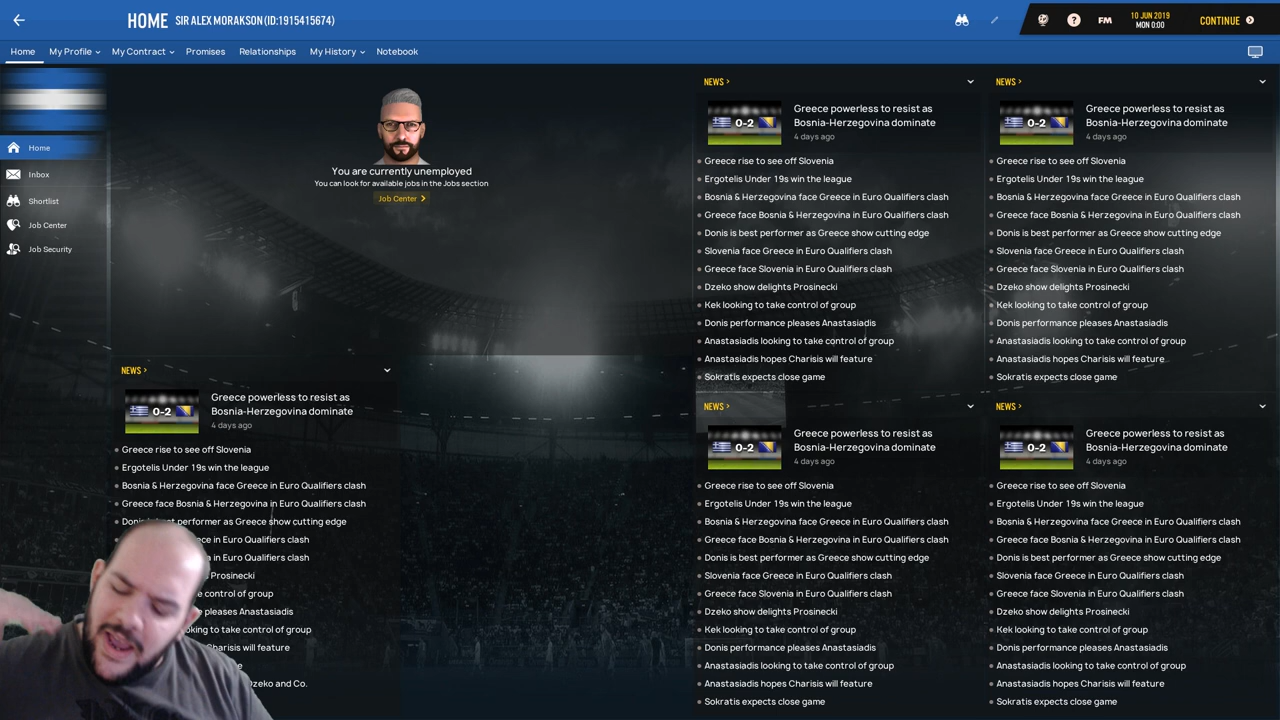 HOME SIR ALEX MORAKSON (ID:1915415674)
?
FM
10 JUN 2019
MON 0:00
CONTINUE
Home My Profile My Contract Promises Relationships My History Notebook
Home
Inbox
Shortlist
Job Center
Job Security
You are currently unemployed
You can look for available jobs in the Jobs section
Job Center >
NEWS >
0-2
Greece powerless to resist as
Bosnia-Herzegovina dominate
4 days ago
Greece rise to see off Slovenia
Ergotelis Under 19s win the league
Bosnia & Herzegovina face Greece in Euro Qualifiers clash
Greece face Bosnia & Herzegovina in Euro Qualifiers clash
Donis is best performer as Greece show cutting edge
Slovenia face Greece in Euro Qualifiers clash
Greece face Slovenia in Euro Qualifiers clash
Dzeko show delights Prosinecki
Kek looking to take control of group
Donis performance pleases Anastasiadis
Anastasiadis looking to take control of group
Anastasiadis hopes Charisis will feature
Sokratis expects close game
NEWS >
0-2
Greece powerless to resist as
Bosnia-Herzegovina dominate
4 days ago
Greece rise to see off Slovenia
Ergotelis Under 19s win the league
Bosnia & Herzegovina face Greece in Euro Qualifiers clash
Greece face Bosnia & Herzegovina in Euro Qualifiers clash
Donis is best performer as Greece show cutting edge
Slovenia face Greece in Euro Qualifiers clash
Greece face Slovenia in Euro Qualifiers clash
Dzeko show delights Prosinecki
Kek looking to take control of group
Donis performance pleases Anastasiadis
Anastasiadis looking to take control of group
Anastasiadis hopes Charisis will feature
Sokratis expects close game
NEWS >
0-2
Greece powerless to resist as
Bosnia-Herzegovina dominate
4 days ago
Greece rise to see off Slovenia
Ergotelis Under 19s win the league
Bosnia & Herzegovina face Greece in Euro Qualifiers clash
Greece face Bosnia & Herzegovina in Euro Qualifiers clash
Donis performer as Greece show cutting edge
in Euro Qualifiers clash
in Euro Qualifiers clash
Prosinecki
control of group
pleases Anastasiadis
to take control of group
Charisis will feature
Dzeko and Co.
NEWS >
0-2
Greece powerless to resist as
Bosnia-Herzegovina dominate
4 days ago
Greece rise to see off Slovenia
Ergotelis Under 19s win the league
Bosnia & Herzegovina face Greece in Euro Qualifiers clash
Greece face Bosnia & Herzegovina in Euro Qualifiers clash
Donis is best performer as Greece show cutting edge
Slovenia face Greece in Euro Qualifiers clash
Greece face Slovenia in Euro Qualifiers clash
Dzeko show delights Prosinecki
Kek looking to take control of group
Donis performance pleases Anastasiadis
Anastasiadis looking to take control of group
Anastasiadis hopes Charisis will feature
Sokratis expects close game
NEWS >
0-2
Greece powerless to resist as
Bosnia-Herzegovina dominate
4 days ago
Greece rise to see off Slovenia
Ergotelis Under 19s win the league
Bosnia & Herzegovina face Greece in Euro Qualifiers clash
Greece face Bosnia & Herzegovina in Euro Qualifiers clash
Donis is best performer as Greece show cutting edge
Slovenia face Greece in Euro Qualifiers clash
Greece face Slovenia in Euro Qualifiers clash
Dzeko show delights Prosinecki
Kek looking to take control of group
Donis performance pleases Anastasiadis
Anastasiadis looking to take control of group
Anastasiadis hopes Charisis will feature
Sokratis expects close game